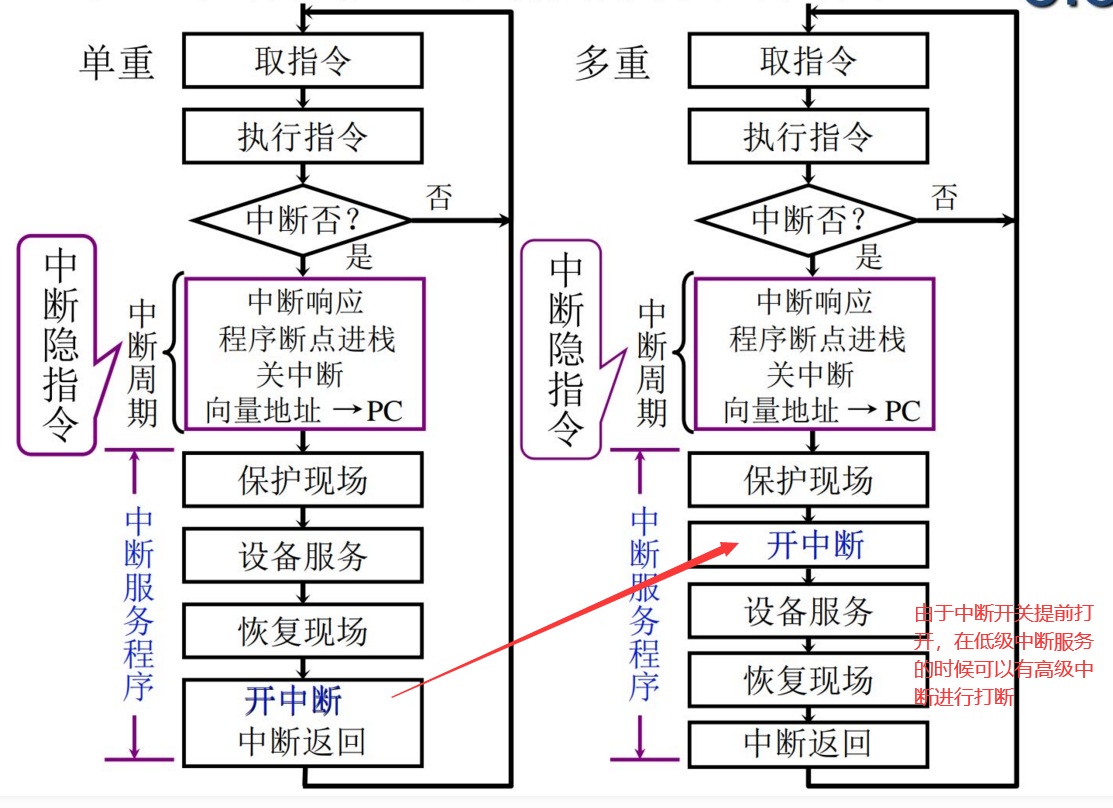 单重
取指令
执行指令
中断否?
否
是
中断隐指令
中断周期
中断响应
程序断点进栈
关中断
向量地址 → PC
中断服务程序
保护现场
设备服务
恢复现场
开中断
中断返回
多重
取指令
执行指令
中断否?
否
是
中断隐指令
中断周期
中断响应
程序断点进栈
关中断
向量地址 → PC
中断服务程序
保护现场
开中断
设备服务
恢复现场
中断返回
由于中断开关提前打
开，在低级中断服务
的时候可以有高级中
断进行打断